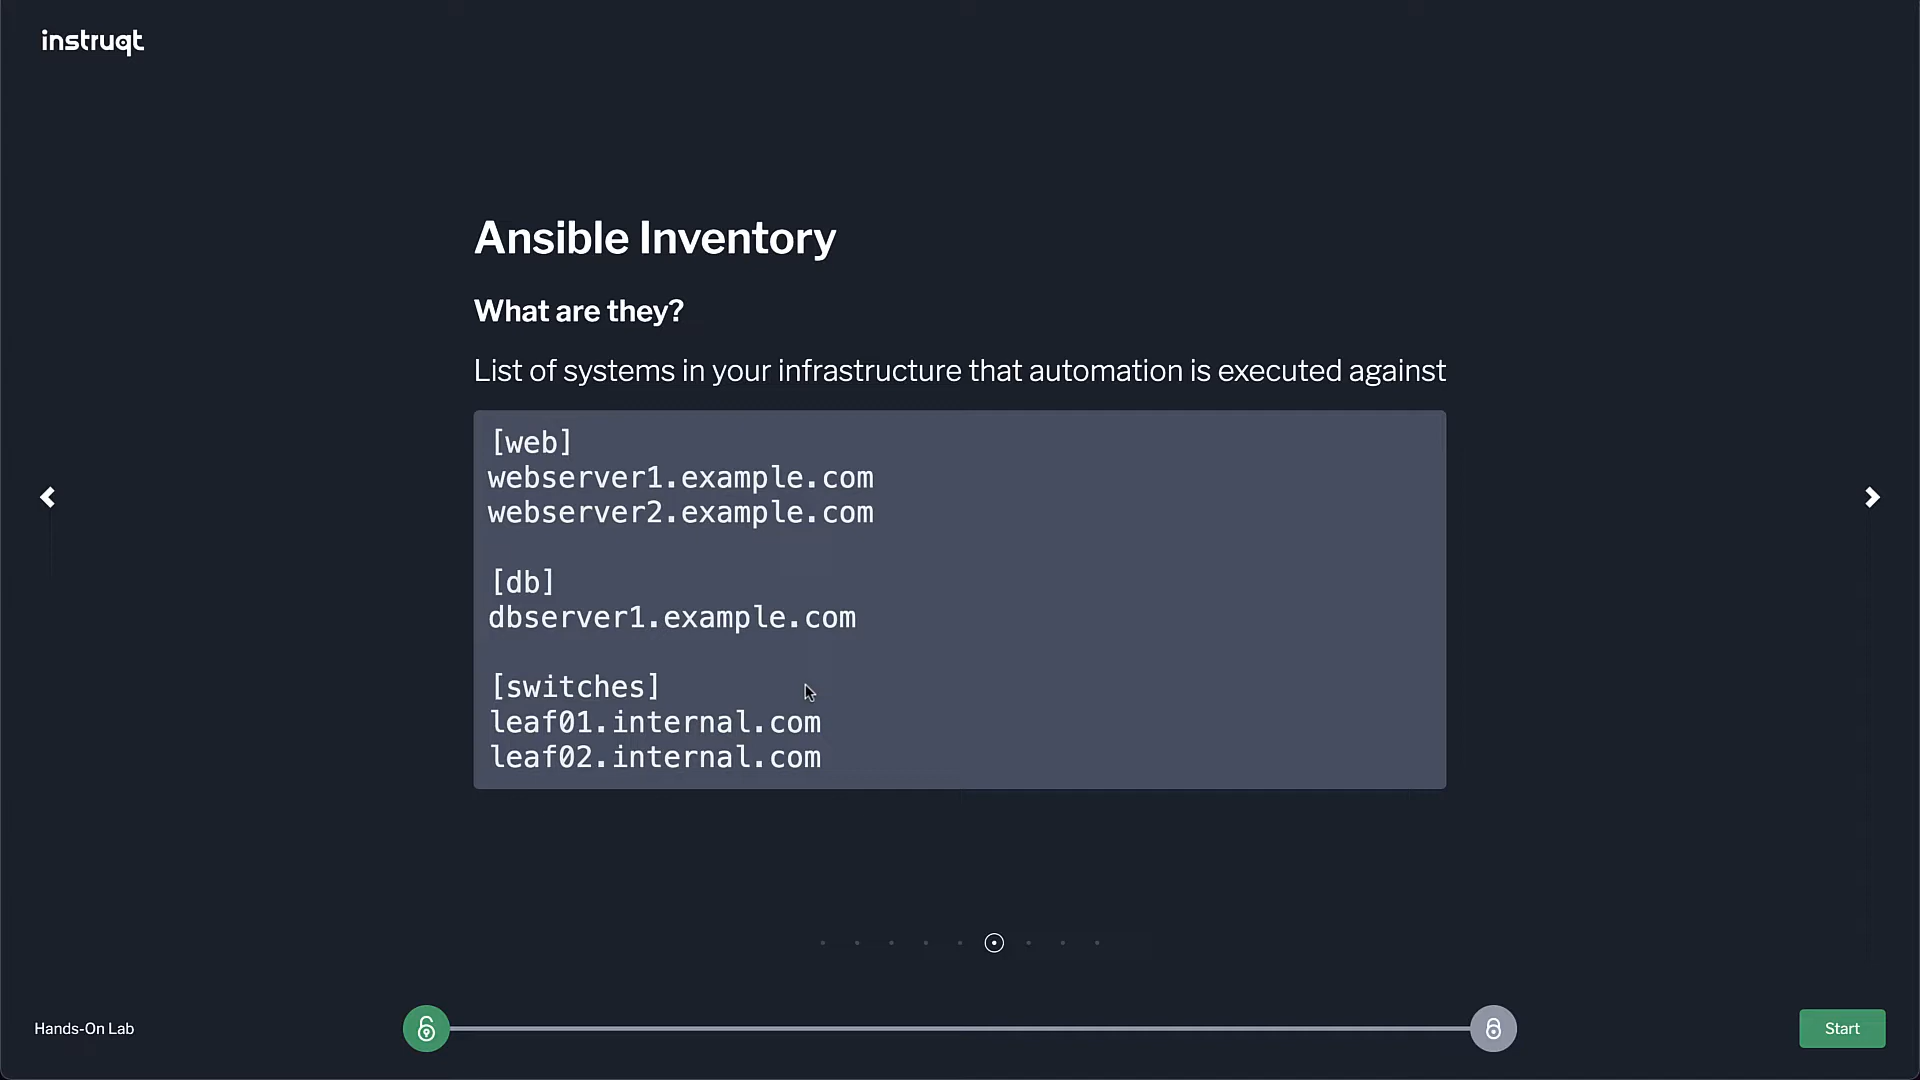 instruqt
Ansible Inventory
What are they?
List of systems in your infrastructure that automation is executed against
[web]
webserver1.example.com
webserver2.example.com
[db]
dbserver1.example.com
[switches]
leaf01.internal.com
leaf02.internal.com
Hands-On Lab
Start